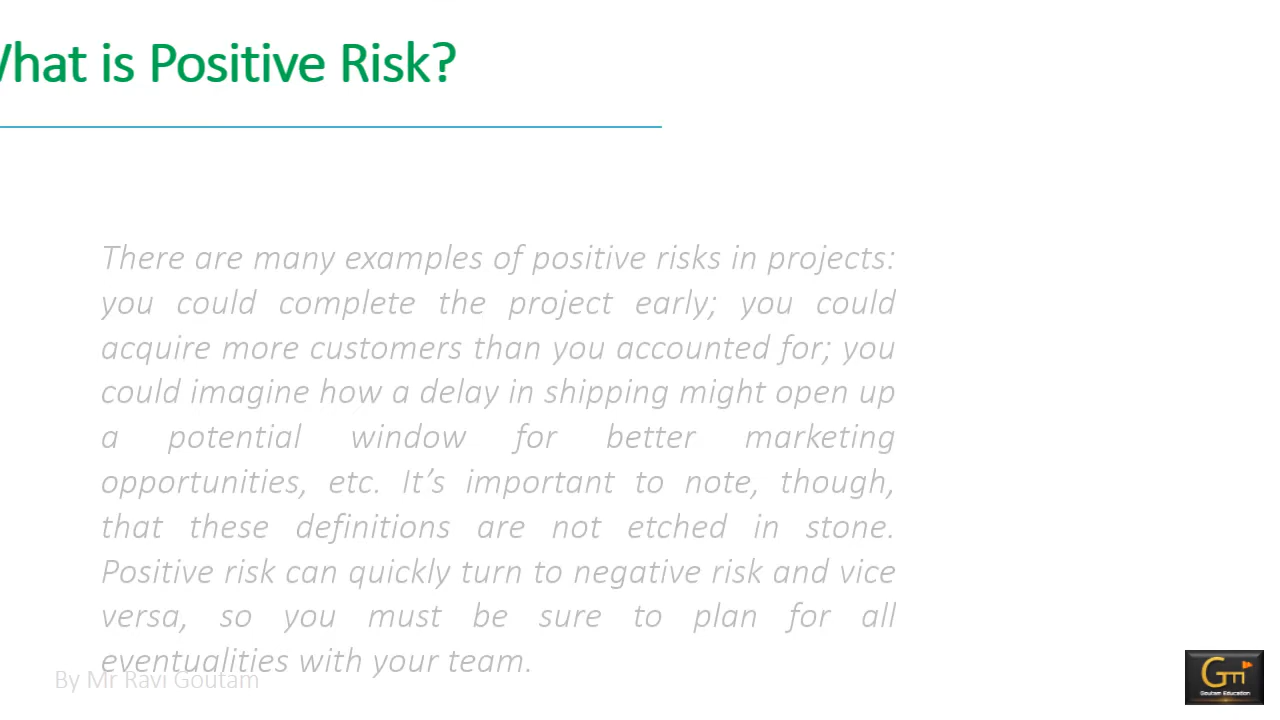 What is Positive Risk?
There are many examples of positive risks in projects:
you could complete the project early; you could
acquire more customers than you accounted for; you
could imagine how a delay in shipping might open up
a potential window for better marketing
opportunities, etc. It’s important to note, though,
that these definitions are not etched in stone.
Positive risk can quickly turn to negative risk and vice
versa, so you must be sure to plan for all
eventualities with your team.
By Mr Ravi Goutam
Gm
Goutam Education